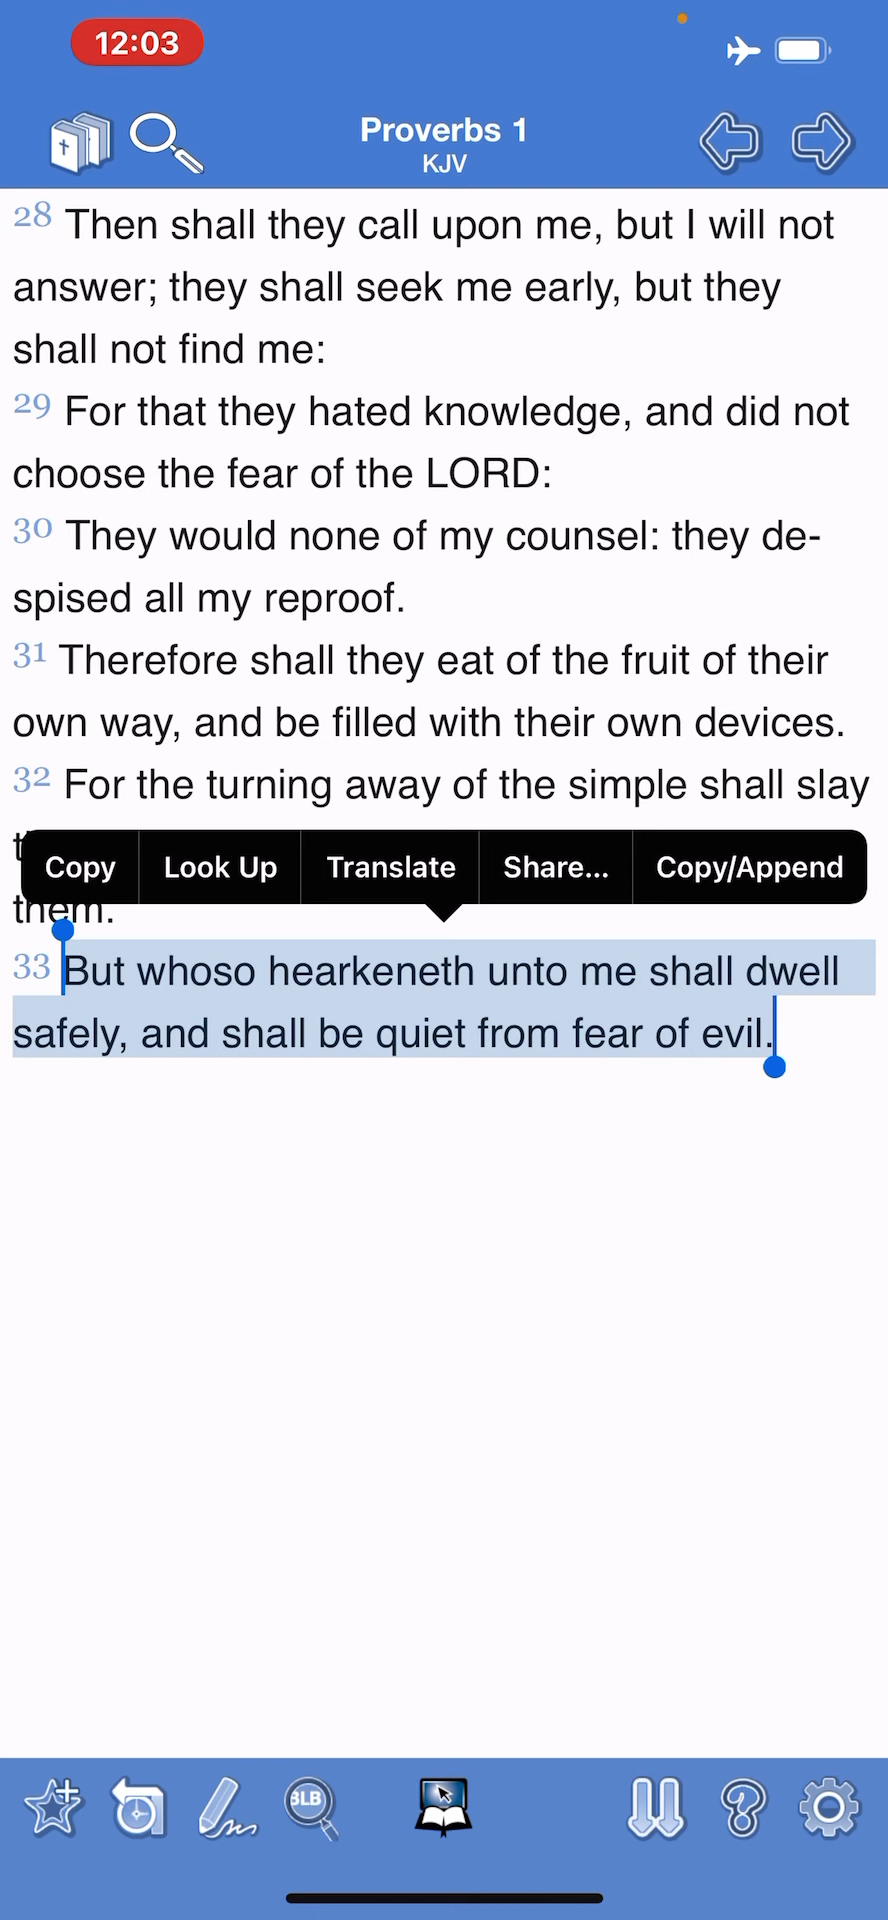 12:03
Proverbs 1
KJV
28 Then shall they call upon me, but I will not
answer; they shall seek me early, but they
shall not find me:
29 For that they hated knowledge, and did not
choose the fear of the LORD:
30 They would none of my counsel: they de-
spised all my reproof.
31 Therefore shall they eat of the fruit of their
own way, and be filled with their own devices.
32 For the turning away of the simple shall slay
Copy Look Up Translate Share... Copy/Append
them.
33 But whoso hearkeneth unto me shall dwell
safely, and shall be quiet from fear of evil.
BLB